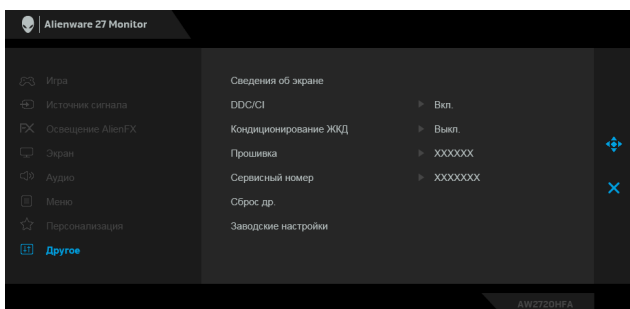 Alienware 27 Monitor
Игра
Источник сигнала
FX Освещение AlienFX
Экран
Аудио
Меню
Персонализация
Другое
Сведения об экране
DDC/CI Вкл.
Кондиционирование ЖКД Выкл.
Прошивка XXXXXX
Сервисный номер XXXXXXX
Сброс др.
Заводские настройки
AW2720HFA